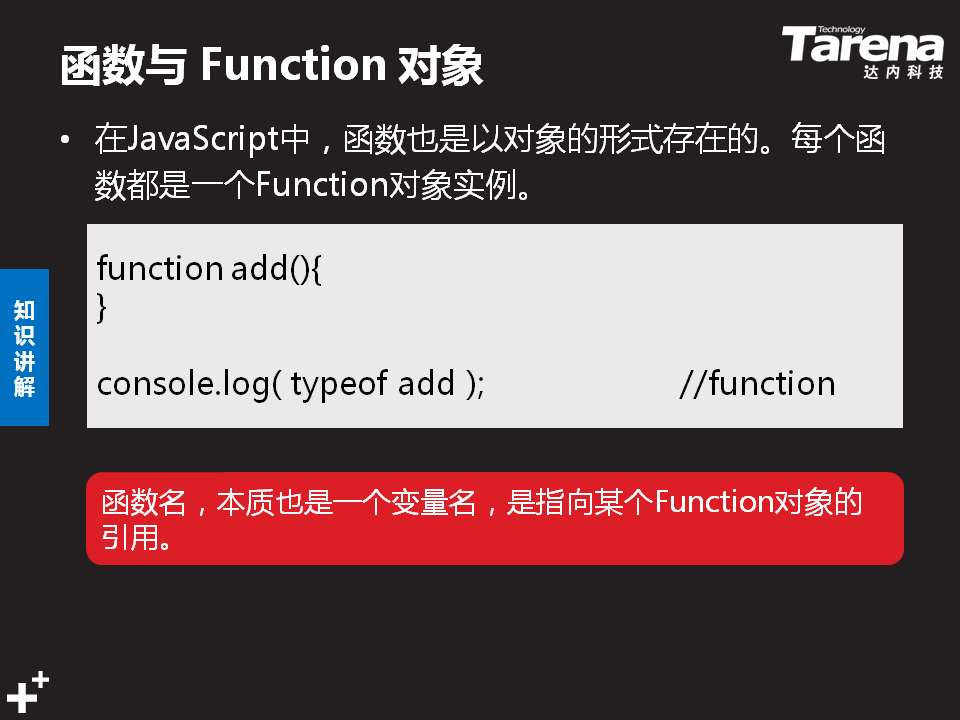 函数与 Function 对象
Technology
Tarena
达内科技
• 在JavaScript中，函数也是以对象的形式存在的。每个函
数都是一个Function对象实例。
function add(){
}
console.log( typeof add ); //function
知
识
讲
解
函数名，本质也是一个变量名，是指向某个Function对象的
引用。